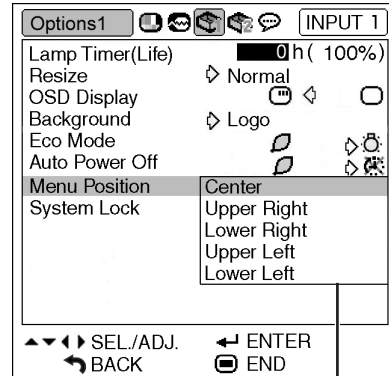 Options1 INPUT 1
Lamp Timer(Life) 0 h ( 100%)
Resize Normal
OSD Display
Background Logo
Eco Mode
Auto Power Off
Menu Position Center
System Lock Upper Right
Lower Right
Upper Left
Lower Left
SEL./ADJ. ENTER
BACK END